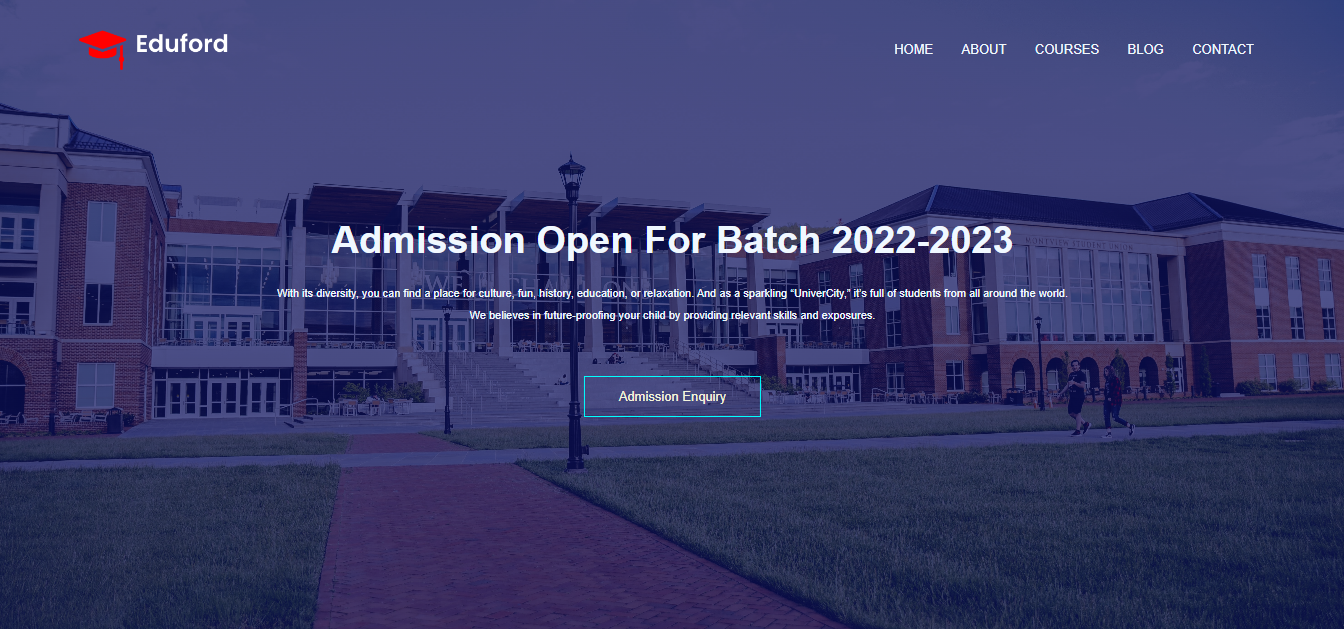 Eduford
HOME ABOUT COURSES BLOG CONTACT
Admission Open For Batch 2022-2023
With its diversity, you can find a place for culture, fun, history, education, or relaxation. And as a sparkling “UniverCity,” it's full of students from all around the world.
We believes in future-proofing your child by providing relevant skills and exposures.
Admission Enquiry